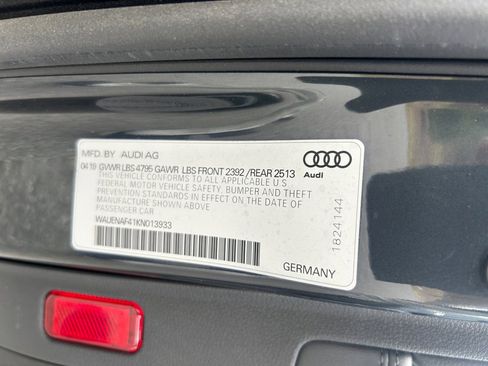 MFD. BY AUDI AG
04 19 GVWR LBS 4795 GAWR LBS FRONT 2392 /REAR 2513
THIS VEHICLE CONFORMS TO ALL APPLICABLE U S
FEDERAL MOTOR VEHICLE SAFETY, BUMPER AND THEFT
PREVENTION STANDARDS IN EFFECT ON THE DATE OF
MANUFACTURE SHOWN ABOVE.
PASSENGER CAR
WAUENAF41KN013933
Audi
1824144
GERMANY